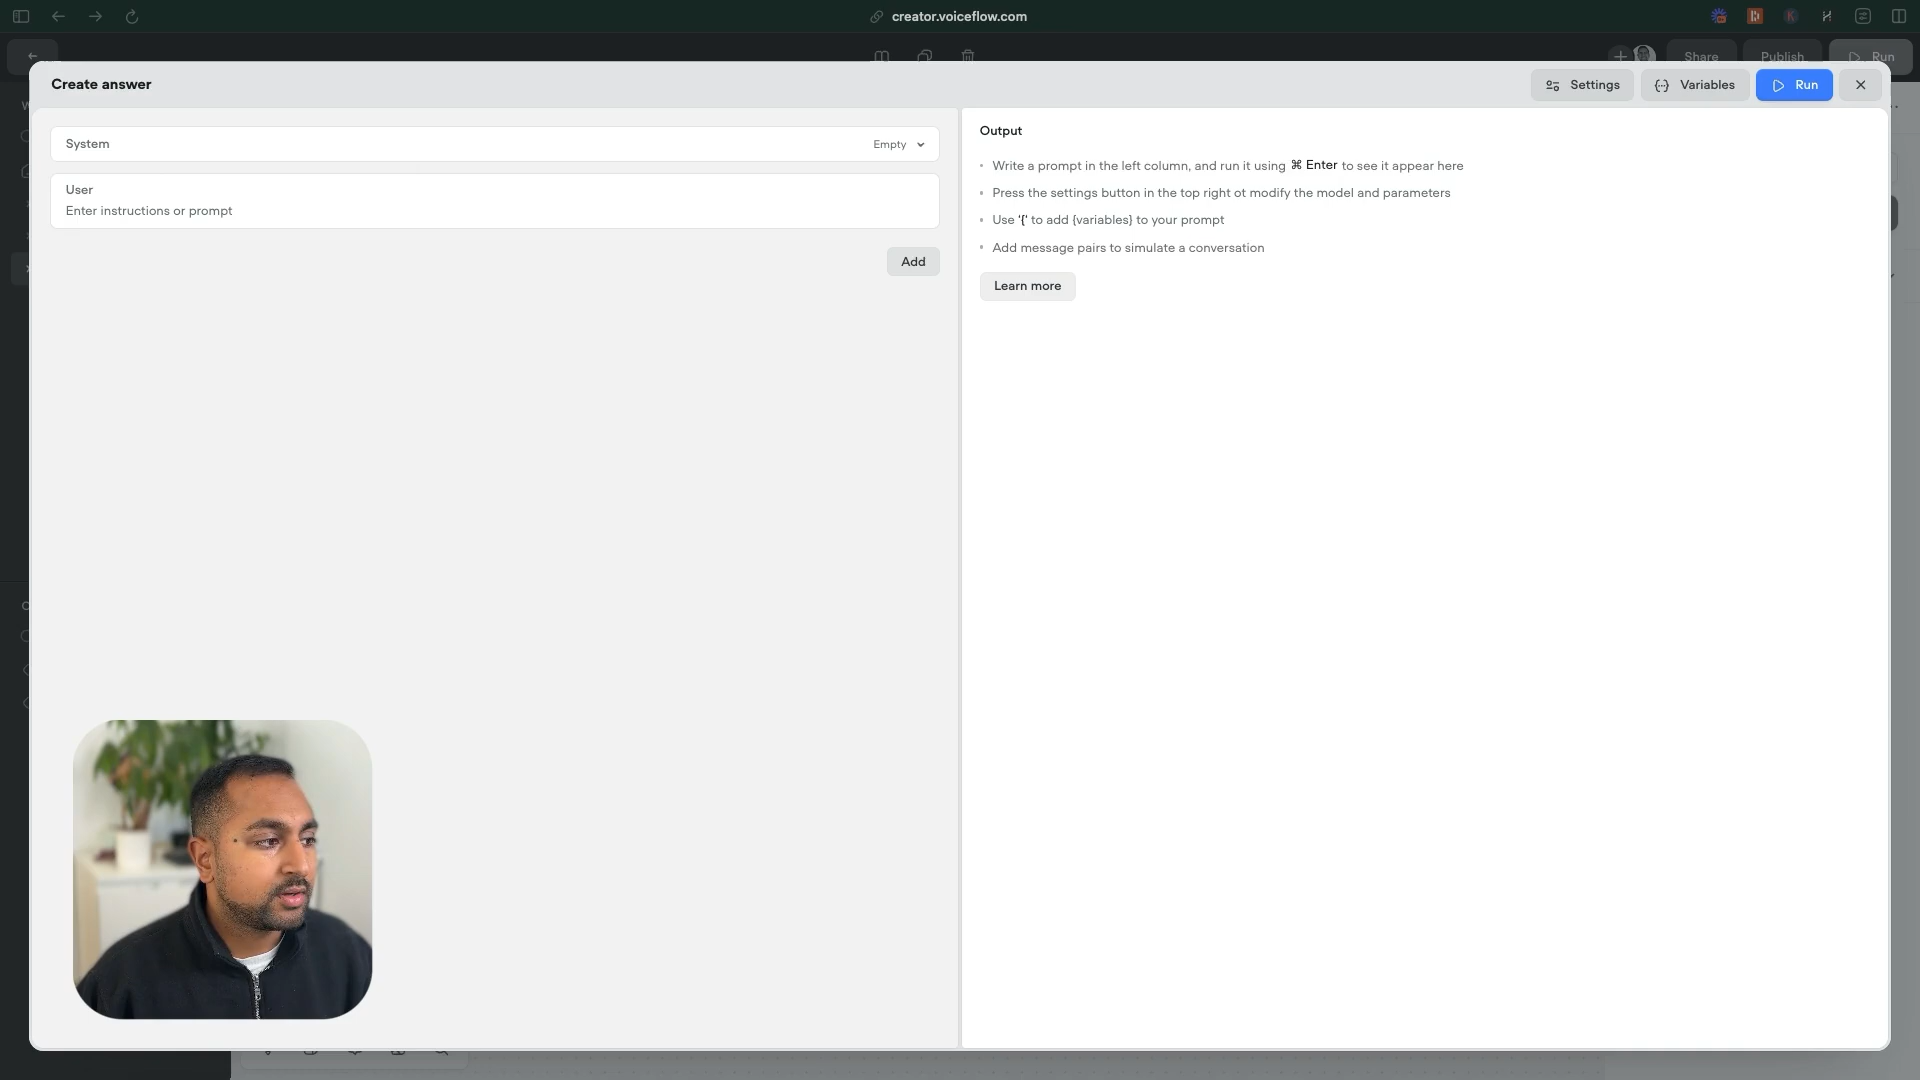 creator.voiceflow.com
Share
Publish
Run
Create answer
Settings
Variables
Run
System
Empty
User
Enter instructions or prompt
Add
Output
Write a prompt in the left column, and run it using ⌘ Enter to see it appear here
Press the settings button in the top right ot modify the model and parameters
Use '{' to add {variables} to your prompt
Add message pairs to simulate a conversation
Learn more